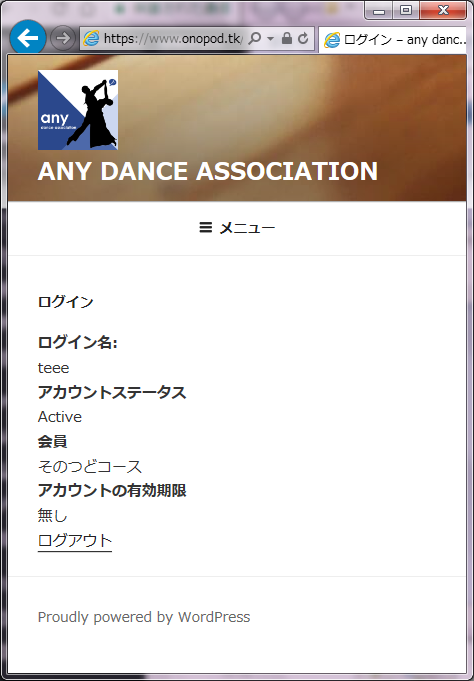 https://www.onopod.tk/
ログイン – any danc...
any
dance association
ANY DANCE ASSOCIATION
メニュー
ログイン
ログイン名:
teee
アカウントステータス
Active
会員
そのつどコース
アカウントの有効期限
無し
ログアウト
Proudly powered by WordPress